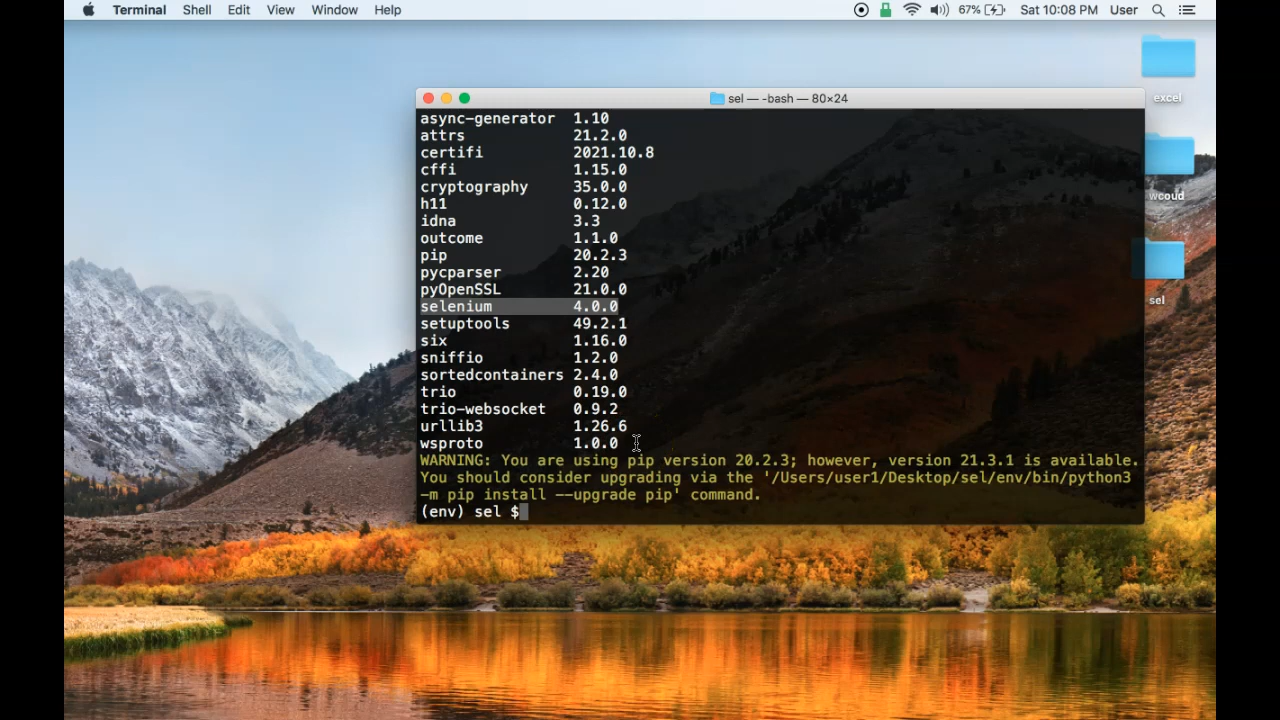 Terminal Shell Edit View Window Help 67% Sat 10:08 PM User
excel
wcoud
sel
sel — -bash — 80×24
async-generator 1.10
attrs 21.2.0
certifi 2021.10.8
cffi 1.15.0
cryptography 35.0.0
h11 0.12.0
idna 3.3
outcome 1.1.0
pip 20.2.3
pycparser 2.20
pyOpenSSL 21.0.0
selenium 4.0.0
setuptools 49.2.1
six 1.16.0
sniffio 1.2.0
sortedcontainers 2.4.0
trio 0.19.0
trio-websocket 0.9.2
urllib3 1.26.6
wsproto 1.0.0
WARNING: You are using pip version 20.2.3; however, version 21.3.1 is available.
You should consider upgrading via the '/Users/user1/Desktop/sel/env/bin/python3
-m pip install --upgrade pip' command.
(env) sel $